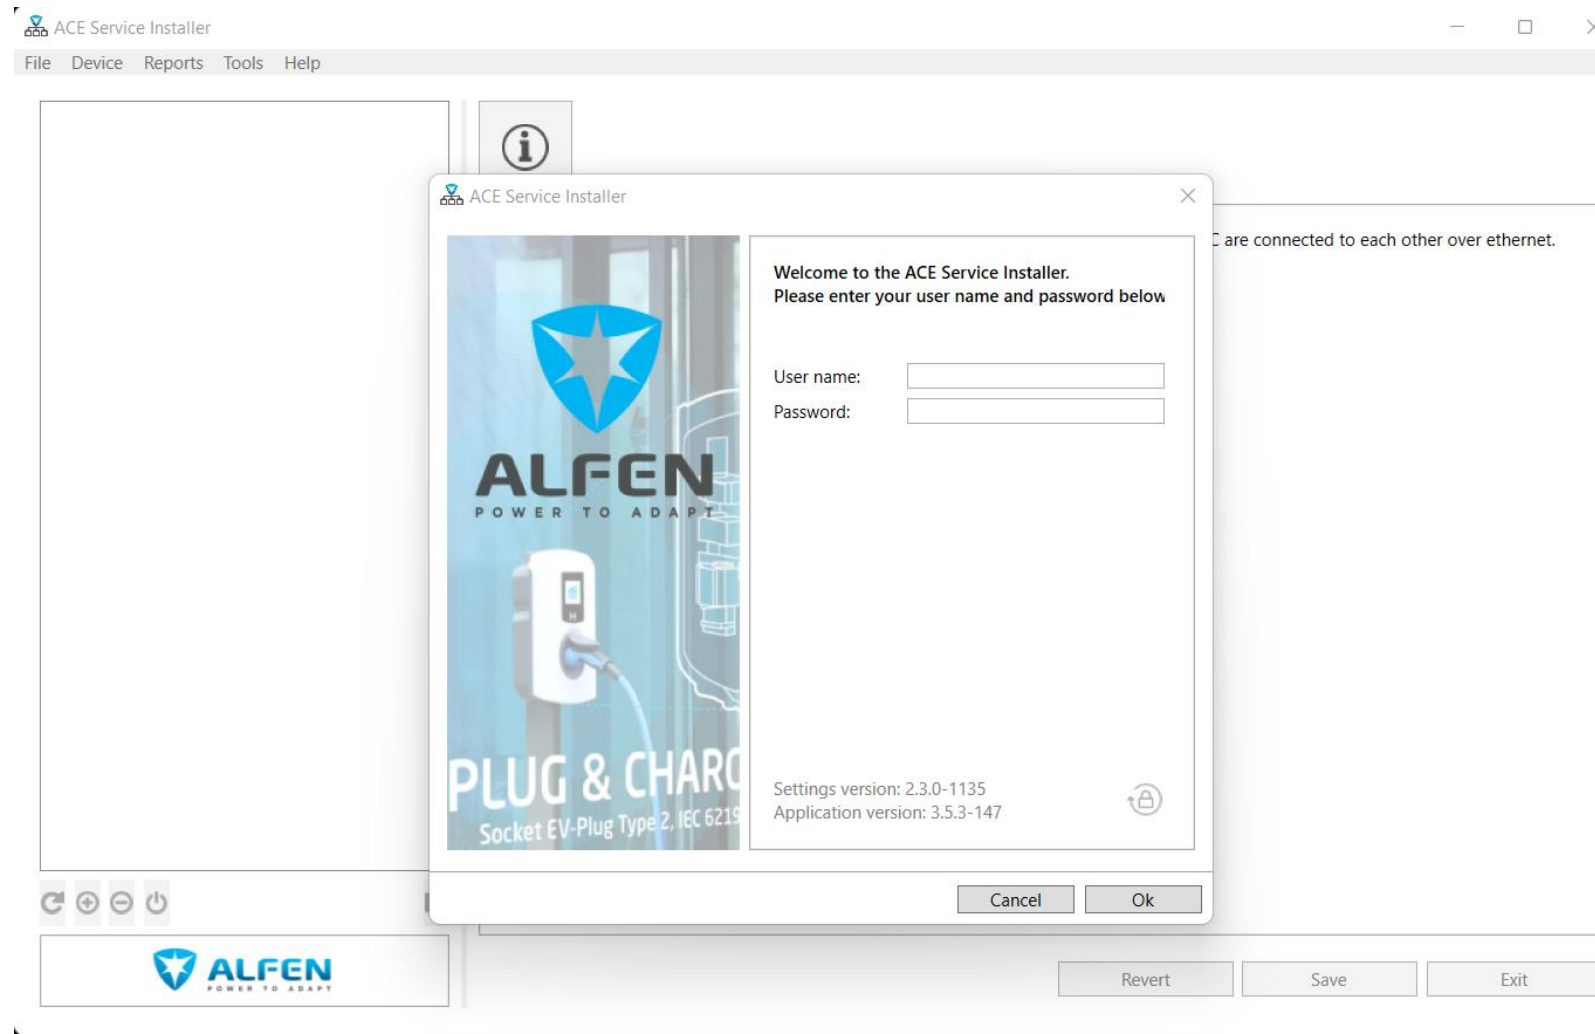 ACE Service Installer
File Device Reports Tools Help
ACE Service Installer
are connected to each other over ethernet.
Welcome to the ACE Service Installer.
Please enter your user name and password below
User name:
Password:
ALFEN
POWER TO ADAPT
PLUG & CHARG
Socket EV-Plug Type 2, IEC 6219
Settings version: 2.3.0-1135
Application version: 3.5.3-147
Cancel Ok
ALFEN
POWER TO ADAPT
Revert Save Exit